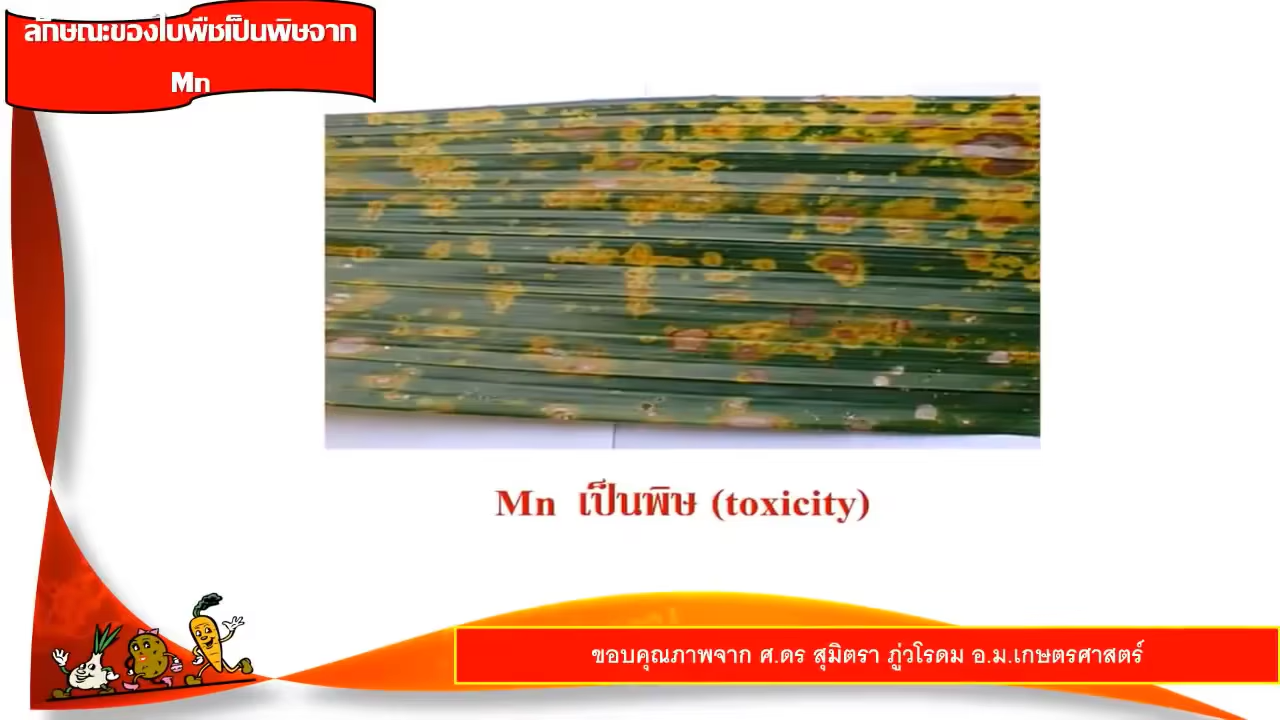 ลักษณะของใบพืชเป็นพิษจาก
Mn
Mn เป็นพิษ (toxicity)
ขอบคุณภาพจาก ศ.ดร สุมิตรา ภู่วโรดม อ.ม.เกษตรศาสตร์